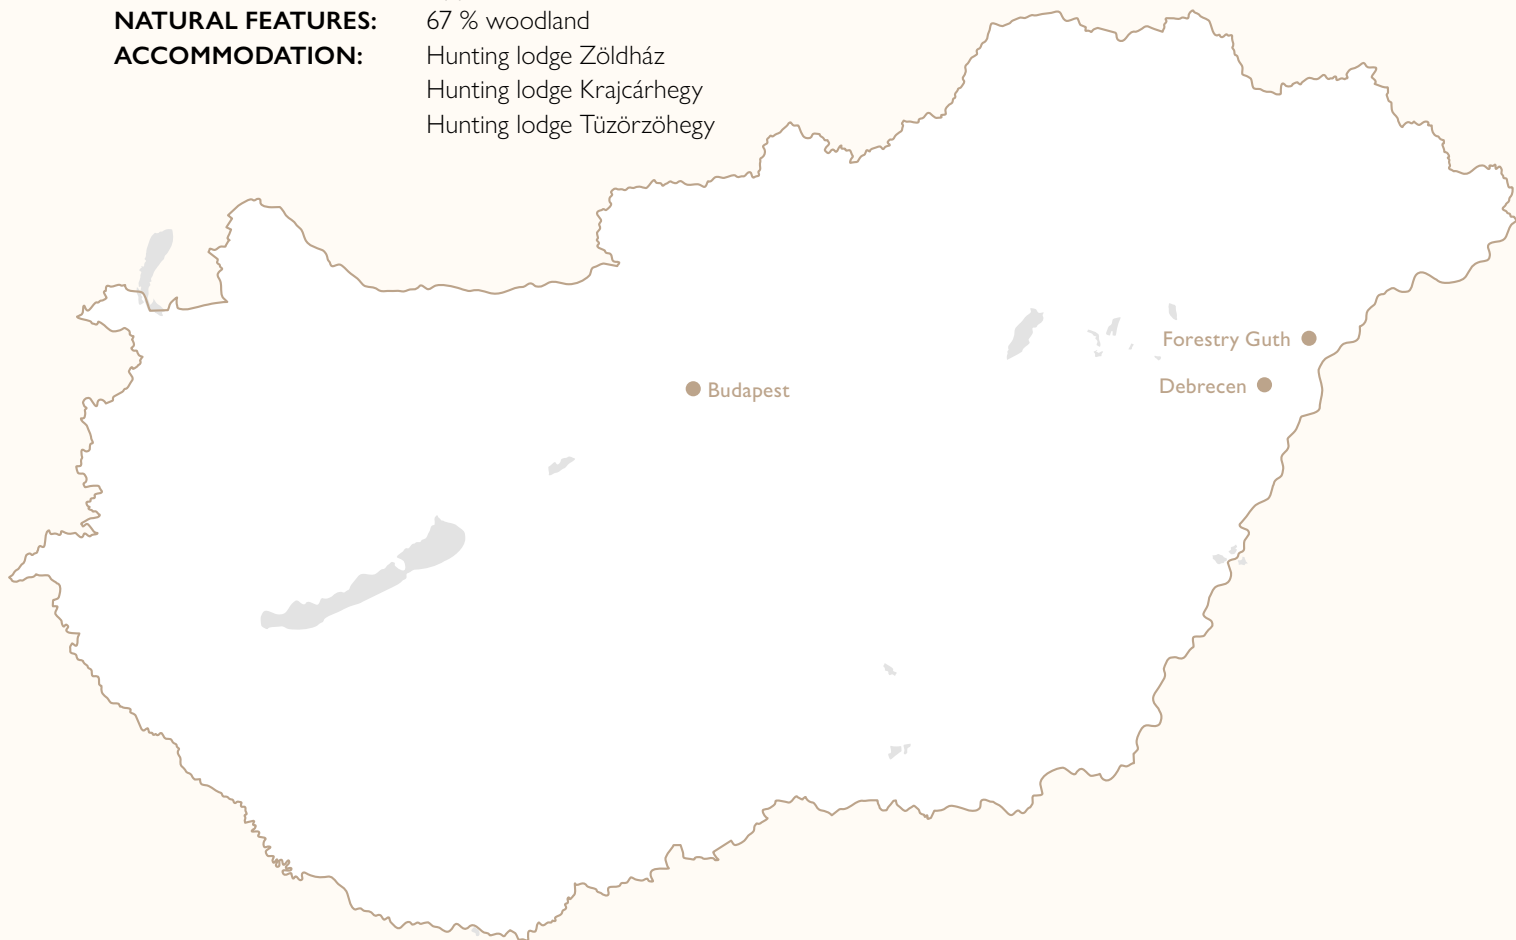 NATURAL FEATURES: 67 % woodland
ACCOMMODATION: Hunting lodge Zöldház
Hunting lodge Krajcárhegy
Hunting lodge Tüzörzöhegy
Forestry Guth
Debrecen
Budapest